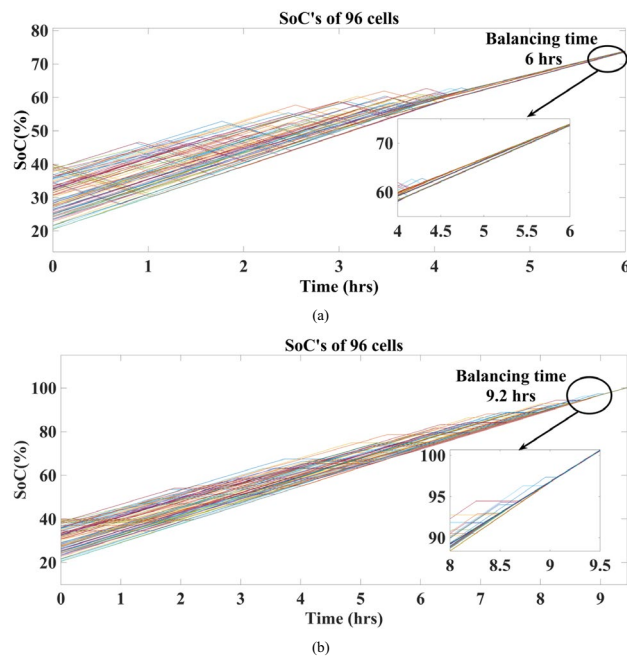 SoC's of 96 cells
80
70
60
50
40
30
20
SoC(%)
Balancing time
6 hrs
70
60
4 4.5 5 5.5 6
0 1 2 3 4 5 6
Time (hrs)
(a)
SoC's of 96 cells
100
80
60
40
20
SoC(%)
Balancing time
9.2 hrs
100
95
90
8 8.5 9 9.5
0 1 2 3 4 5 6 7 8 9
Time (hrs)
(b)